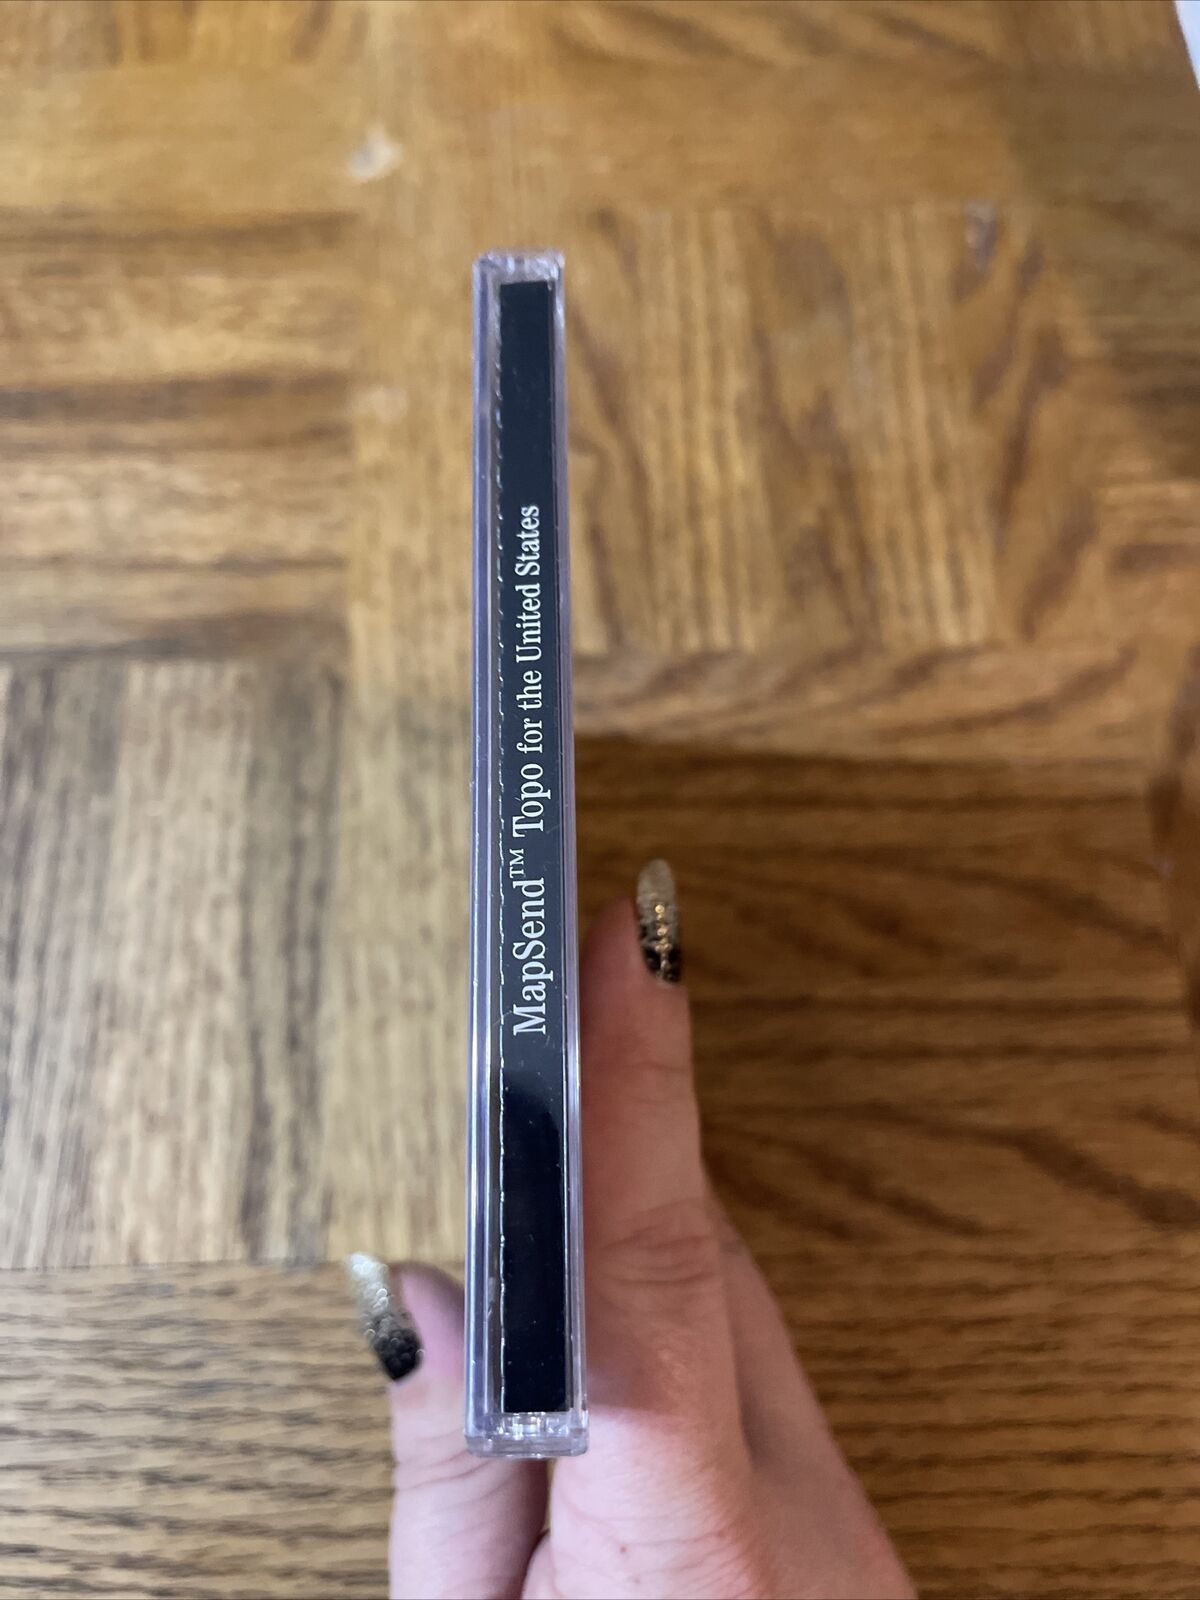 MapSend™ Topo for the United States